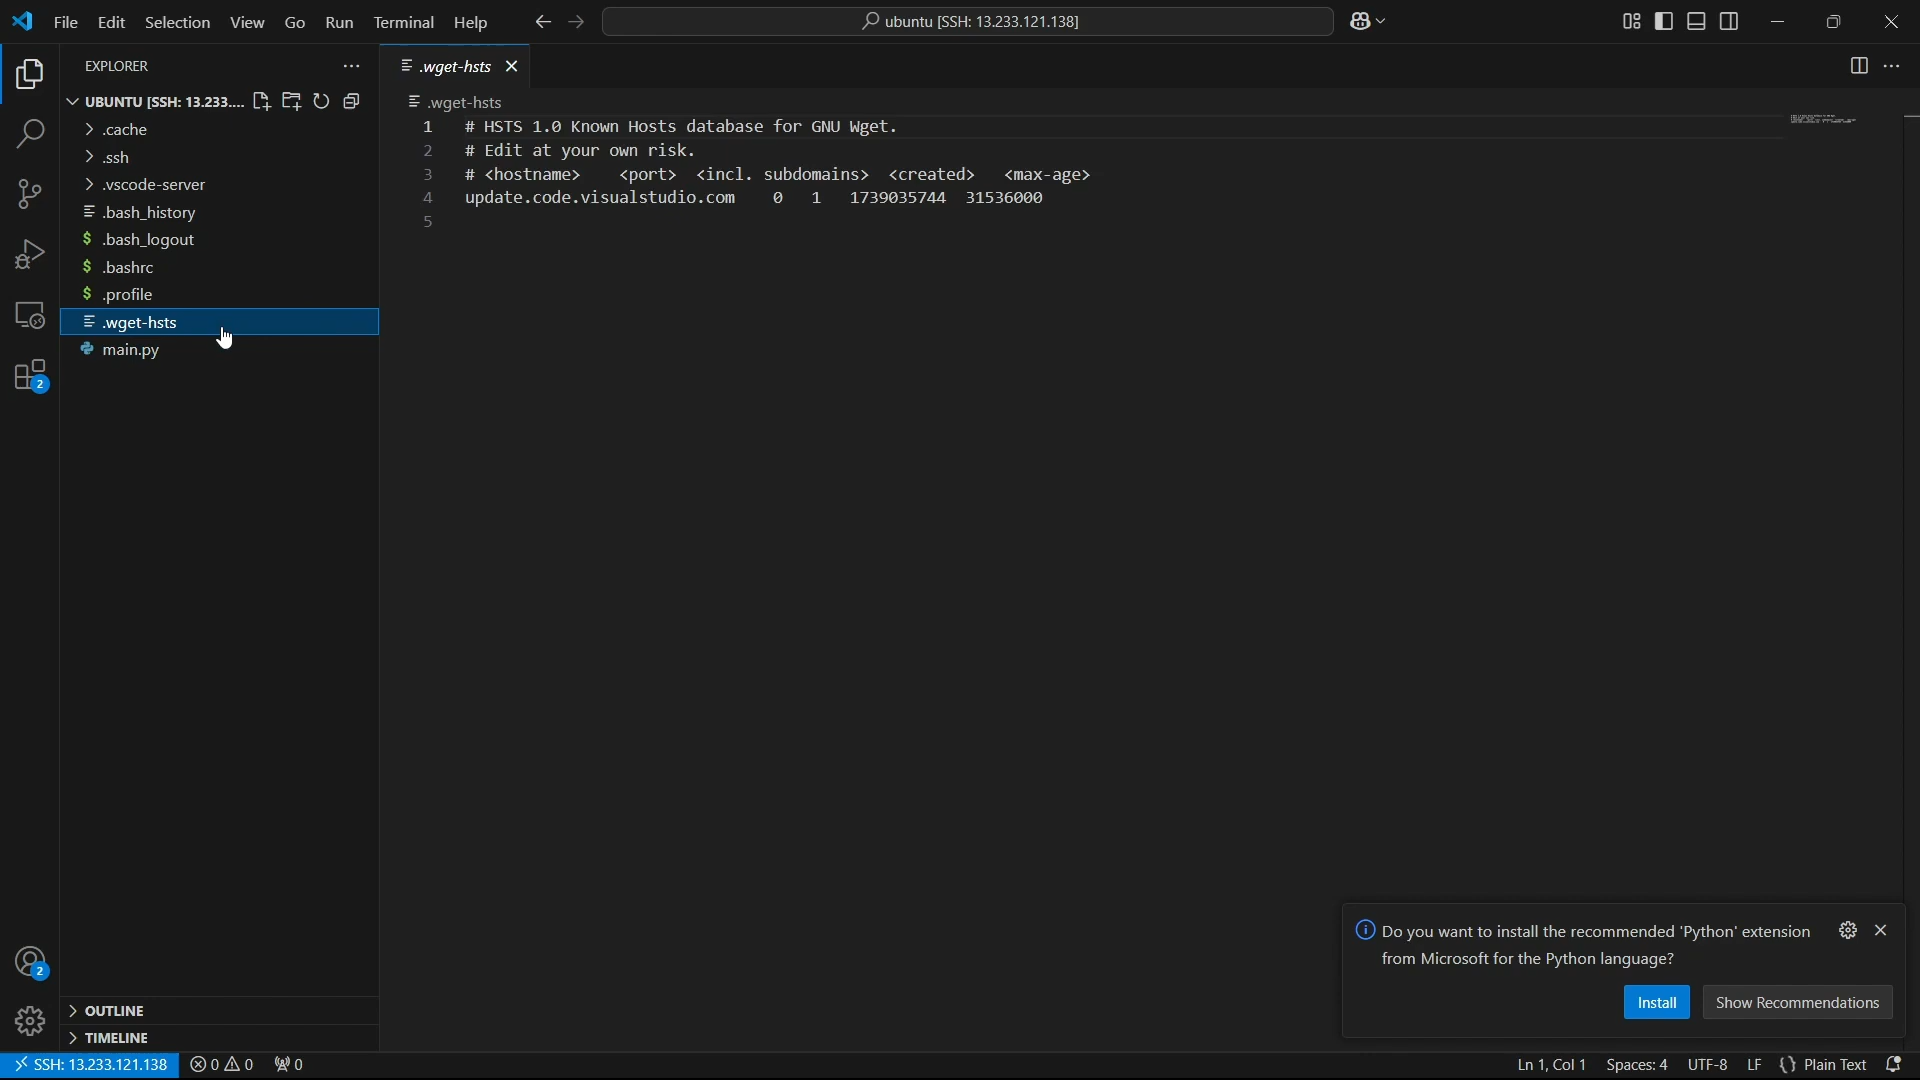 File Edit Selection View Go Run Terminal Help
ubuntu [SSH: 13.233.121.138]
EXPLORER
UBUNTU [SSH: 13.233....
.cache
.ssh
.vscode-server
.bash_history
$ .bash_logout
$ .bashrc
$ .profile
.wget-hsts
main.py
2
2
OUTLINE
TIMELINE
.wget-hsts
.wget-hsts
1 # HSTS 1.0 Known Hosts database for GNU Wget.
2 # Edit at your own risk.
3 # <hostname> <port> <incl. subdomains> <created> <max-age>
4 update.code.visualstudio.com 0 1 1739035744 31536000
5
Do you want to install the recommended 'Python' extension
from Microsoft for the Python language?
Install Show Recommendations
SSH: 13.233.121.138 0 0 0 Ln 1, Col 1 Spaces: 4 UTF-8 LF {} Plain Text